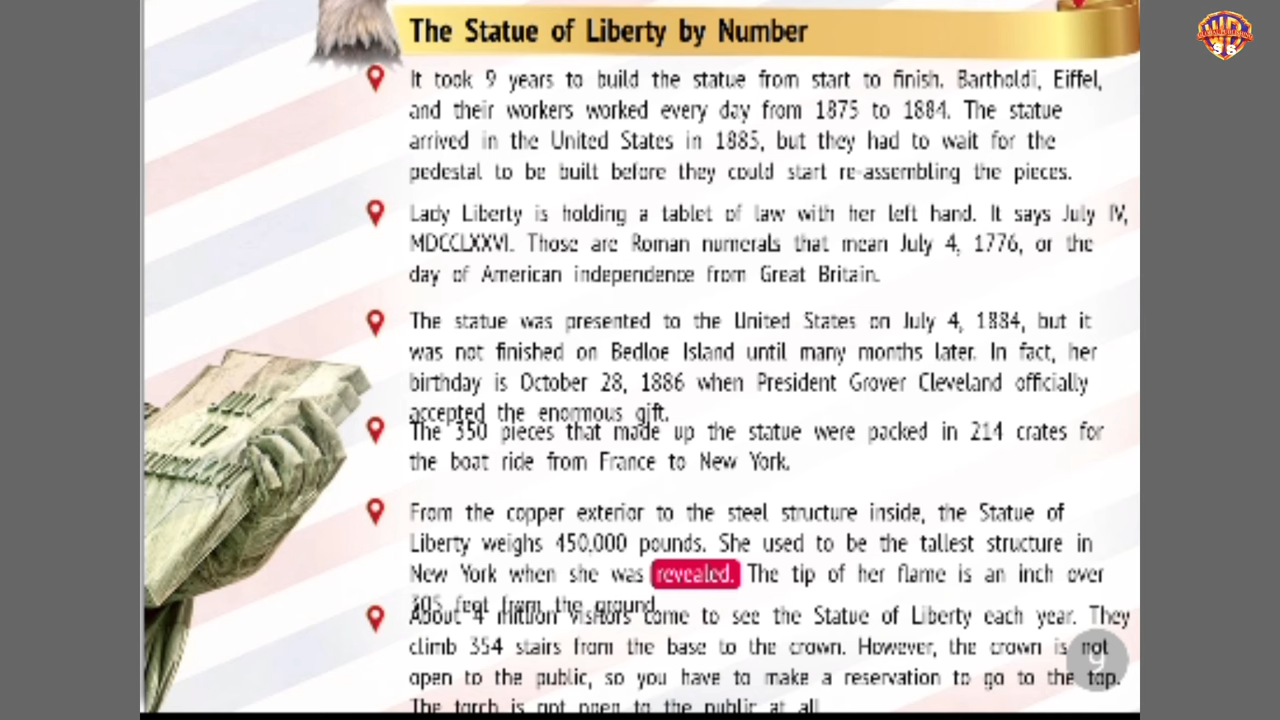 The Statue of Liberty by Number
It took 9 years to build the statue from start to finish. Bartholdi, Eiffel,
and their workers worked every day from 1875 to 1884. The statue
arrived in the United States in 1885, but they had to wait for the
pedestal to be built before they could start re-assembling the pieces.
Lady Liberty is holding a tablet of law with her left hand. It says July IV,
MDCCLXXVI. Those are Roman numerals that mean July 4, 1776, or the
day of American independence from Great Britain.
The statue was presented to the United States on July 4, 1884, but it
was not finished on Bedloe Island until many months later. In fact, her
birthday is October 28, 1886 when President Grover Cleveland officially
accepted the enormous gift.
The 350 pieces that made up the statue were packed in 214 crates for
the boat ride from France to New York.
From the copper exterior to the steel structure inside, the Statue of
Liberty weighs 450,000 pounds. She used to be the tallest structure in
New York when she was revealed. The tip of her flame is an inch over
305 feet from the ground.
About 4 million visitors come to see the Statue of Liberty each year. They
climb 354 stairs from the base to the crown. However, the crown is not
open to the public, so you have to make a reservation to go to the top.
The torch is not open to the public at all
9